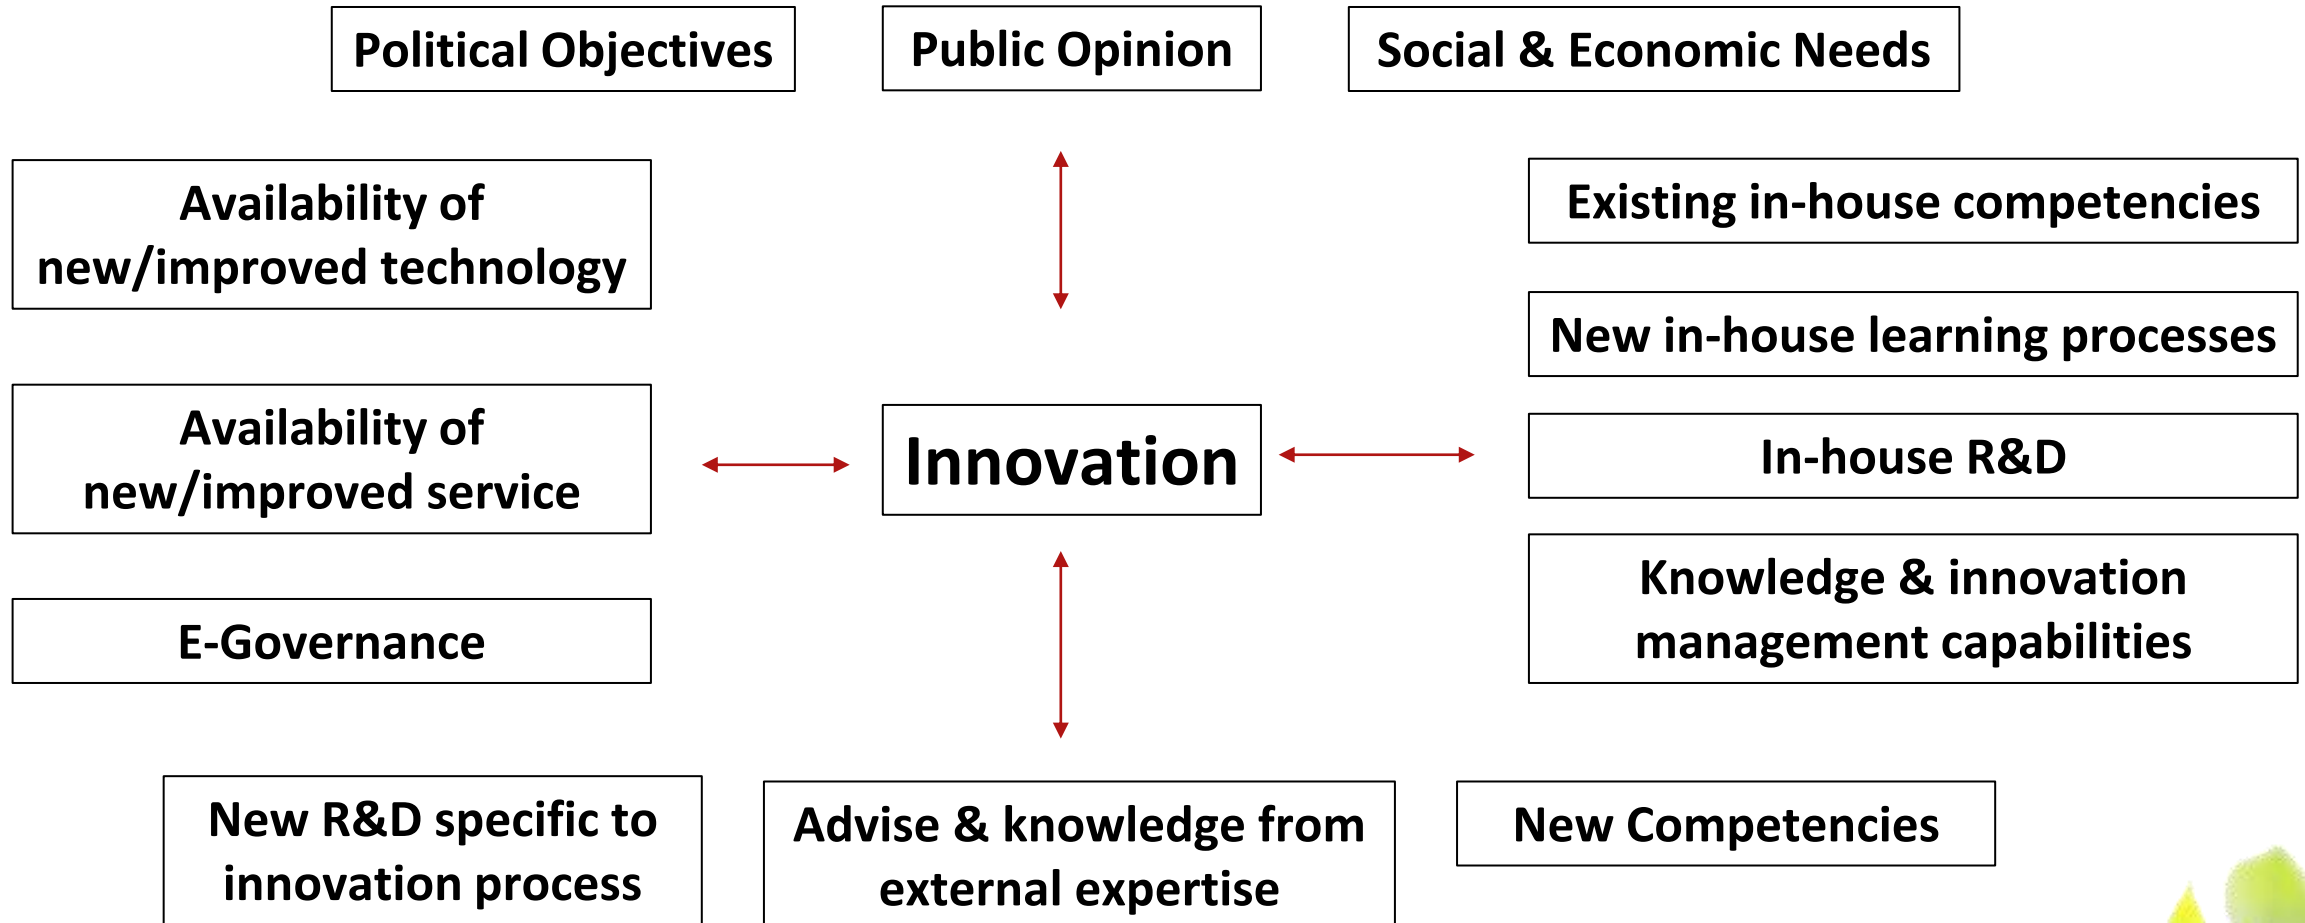 Political Objectives
Public Opinion
Social & Economic Needs
Availability of
new/improved technology
Existing in-house competencies
New in-house learning processes
Availability of
new/improved service
Innovation
In-house R&D
E-Governance
Knowledge & innovation
management capabilities
New R&D specific to
innovation process
Advise & knowledge from
external expertise
New Competencies